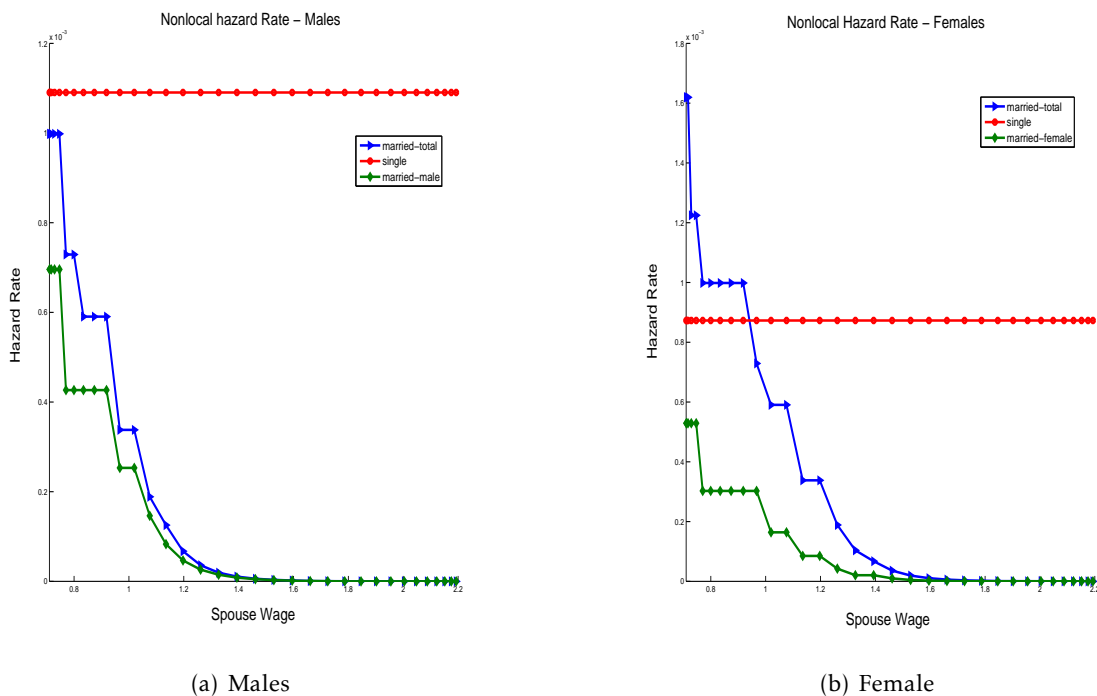 Nonlocal hazard Rate – Males
x 10⁻³
1.2
1
0.8
0.6
0.4
0.2
0
Hazard Rate
married–total
single
married–male
0.8
1
1.2
1.4
1.6
1.8
2
2.2
Spouse Wage
(a) Males
Nonlocal Hazard Rate – Females
x 10⁻³
1.8
1.6
1.4
1.2
1
0.8
0.6
0.4
0.2
0
Hazard Rate
married–total
single
married–female
0.8
1
1.2
1.4
1.6
1.8
2
2.2
Spouse Wage
(b) Female